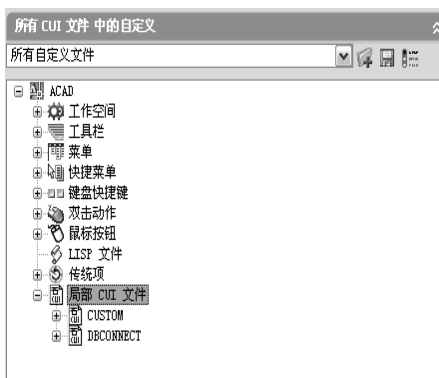 所有 CUI 文件 中的自定义
所有自定义文件
ACAD
工作空间
工具栏
菜单
快捷菜单
键盘快捷键
双击动作
鼠标按钮
LISP 文件
传统项
局部 CUI 文件
CUSTOM
DBCONNECT